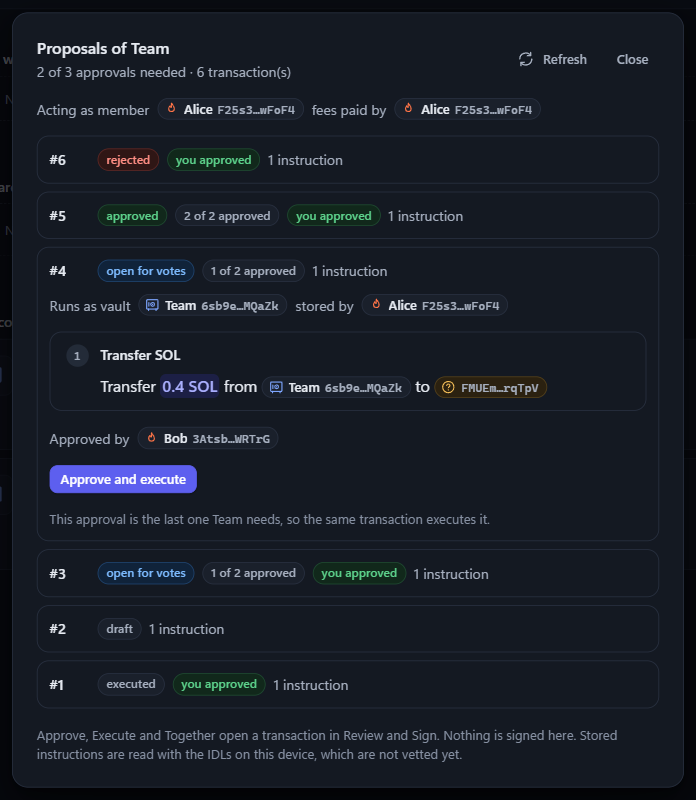 Proposals of Team
2 of 3 approvals needed · 6 transaction(s)
Refresh
Close
Acting as member Alice F25s3…wFoF4 fees paid by Alice F25s3…wFoF4
#6 rejected you approved 1 instruction
#5 approved 2 of 2 approved you approved 1 instruction
#4 open for votes 1 of 2 approved 1 instruction
Runs as vault Team 6sb9e…MQaZk stored by Alice F25s3…wFoF4
1 Transfer SOL
Transfer 0.4 SOL from Team 6sb9e…MQaZk to FMUEm…rqTpV
Approved by Bob 3Atsb…WRTrG
Approve and execute
This approval is the last one Team needs, so the same transaction executes it.
#3 open for votes 1 of 2 approved you approved 1 instruction
#2 draft 1 instruction
#1 executed you approved 1 instruction
Approve, Execute and Together open a transaction in Review and Sign. Nothing is signed here. Stored
instructions are read with the IDLs on this device, which are not vetted yet.